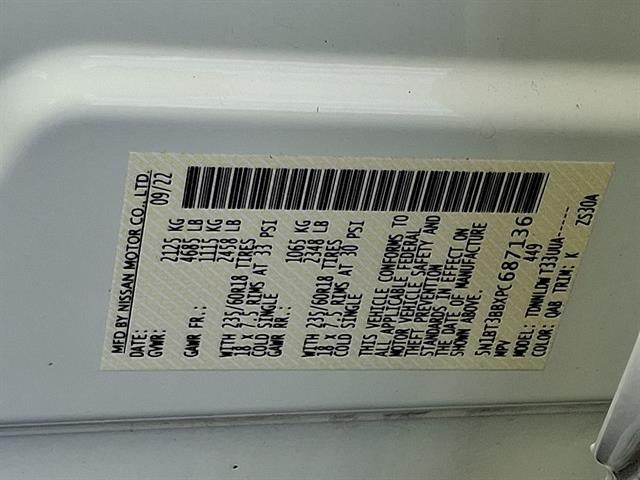 MFD BY NISSAN MOTOR CO., LTD.
DATE: 09/22
GVWR: 2125 KG
4685 LB
GAWR FR.: 1115 KG
2458 LB
WITH 235/60R18 TIRES
18 X 7.5 RIMS AT 33 PSI
COLD SINGLE
GAWR RR.: 1065 KG
2348 LB
WITH 235/60R18 TIRES
18 X 7.5 RIMS AT 30 PSI
COLD SINGLE
THIS VEHICLE CONFORMS TO
ALL APPLICABLE FEDERAL
MOTOR VEHICLE SAFETY AND
THEFT PREVENTION
STANDARDS IN EFFECT ON
THE DATE OF MANUFACTURE
SHOWN ABOVE.
5N1BT3BBXPC687136
MPV 449
MODEL:
COLOR: QAB TRIM: K ZS30A